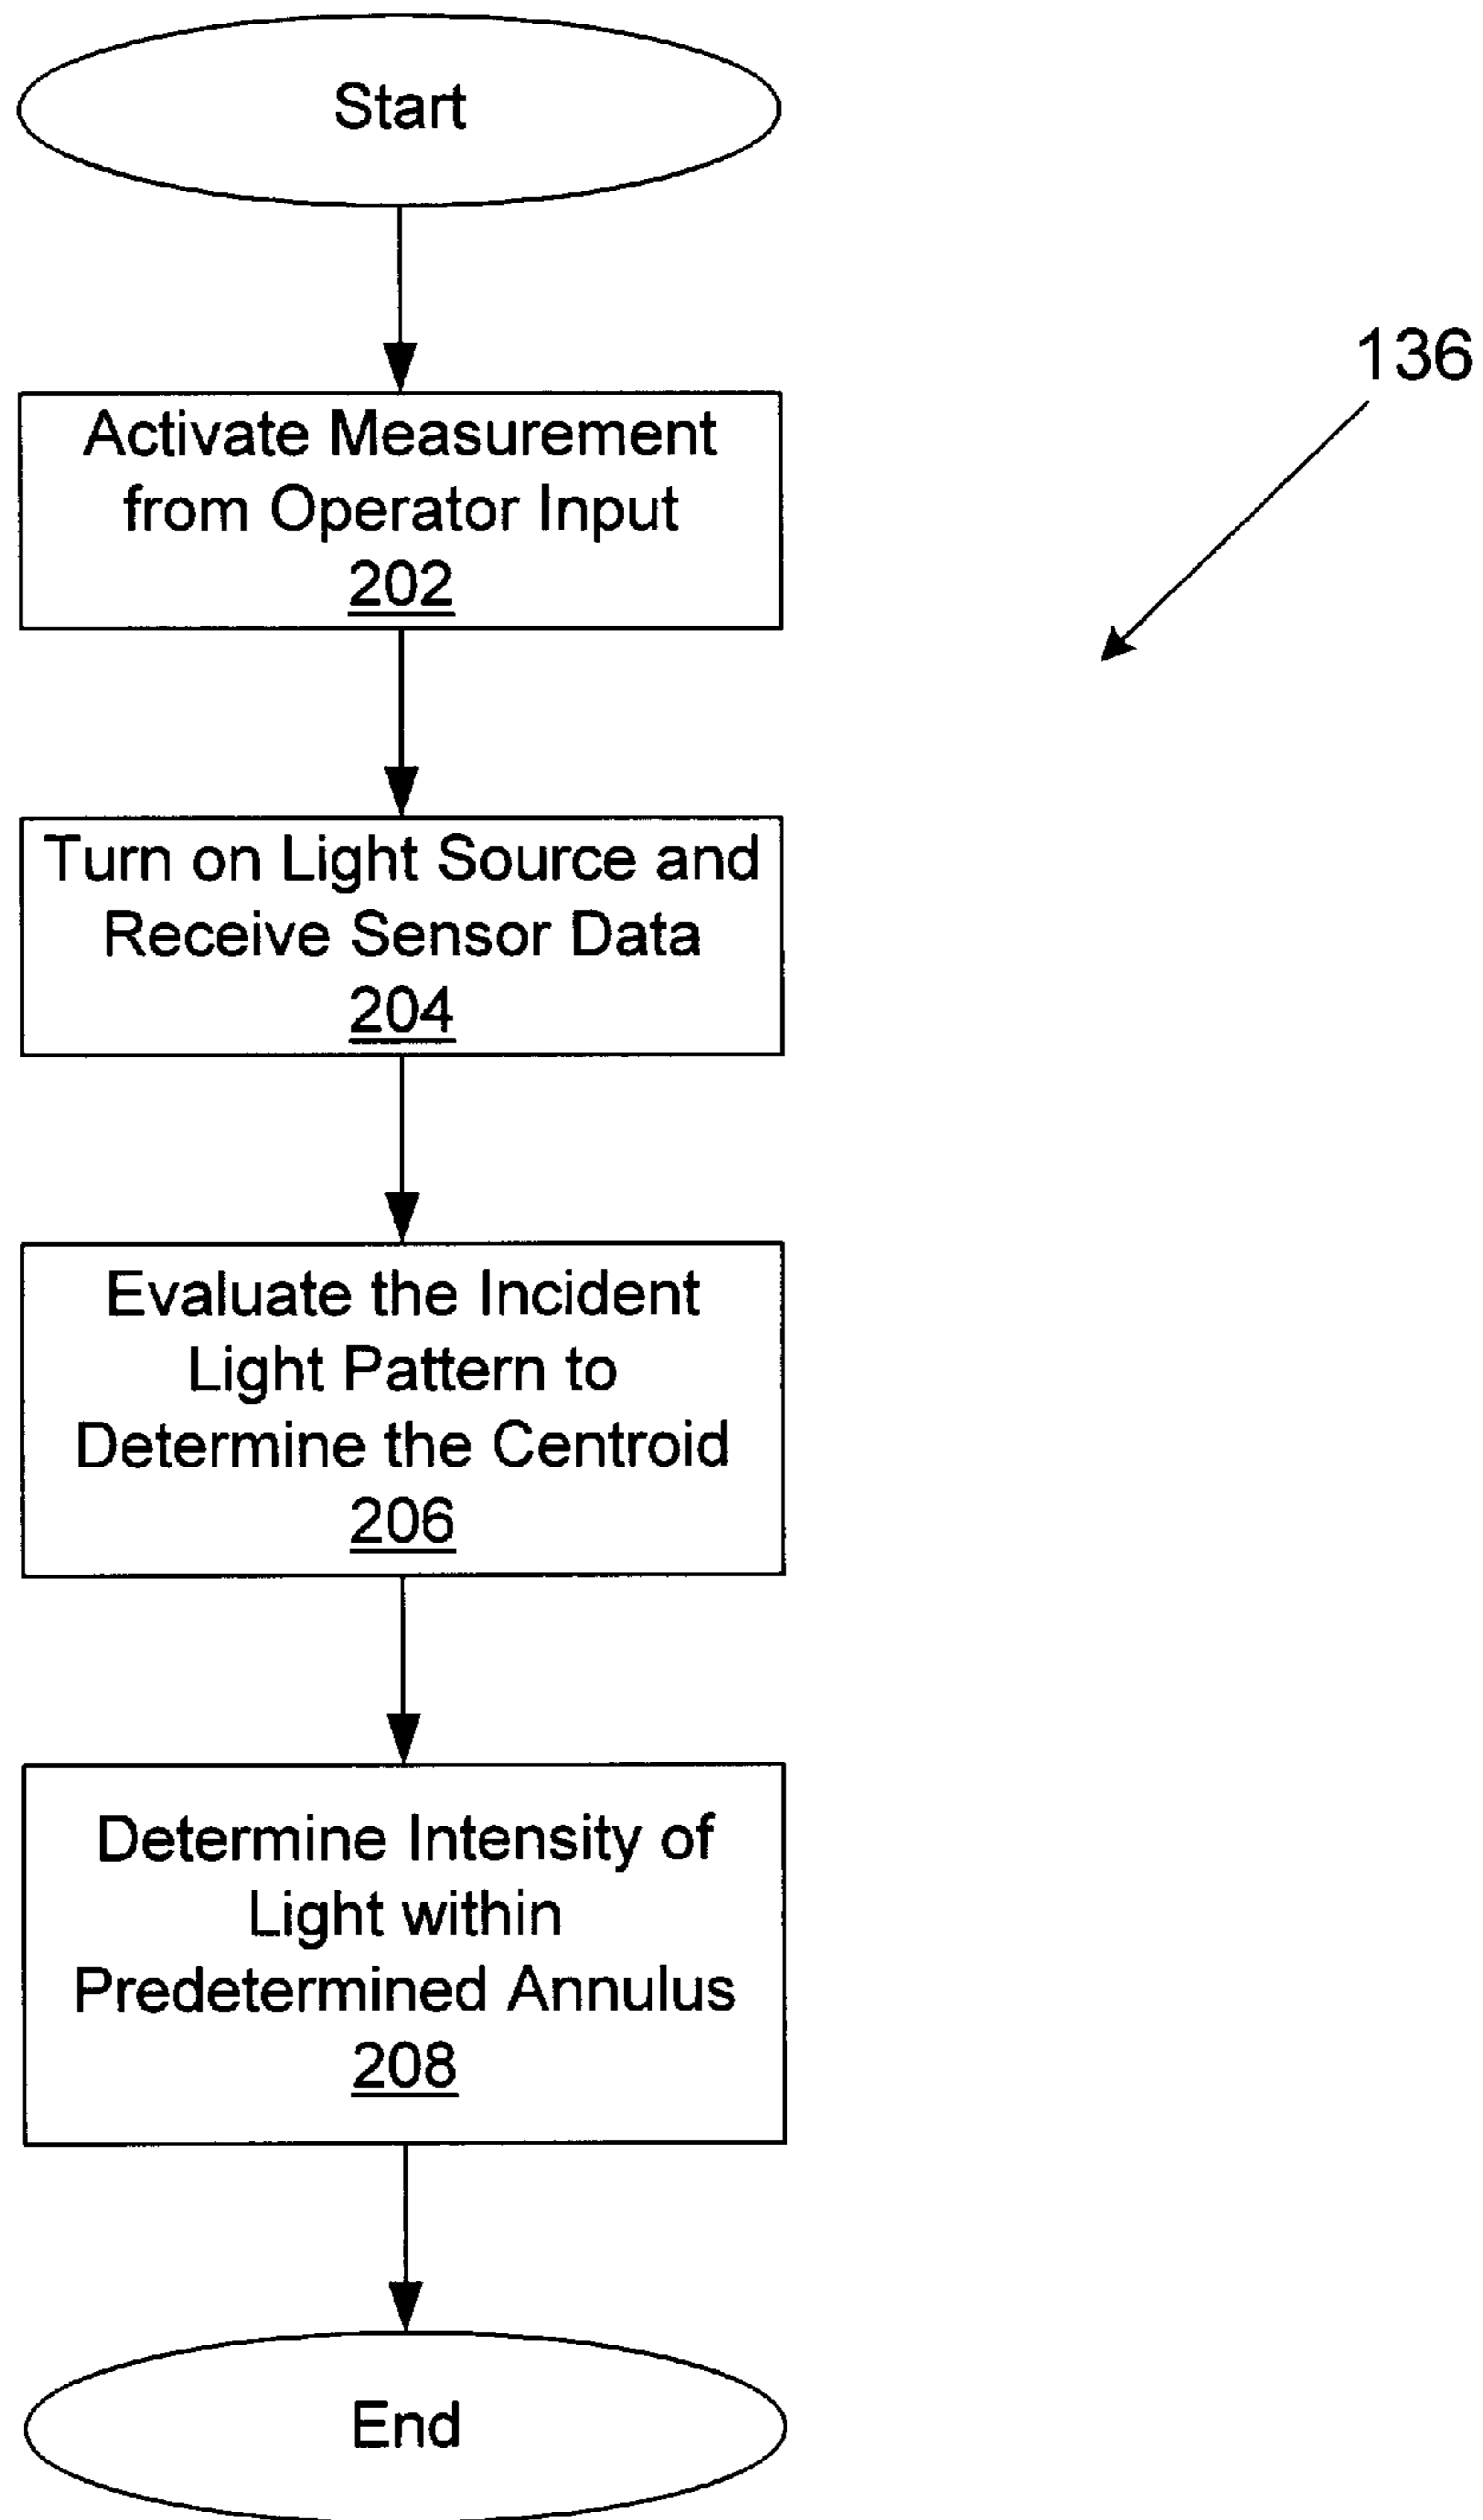 Start
136
Activate Measurement
from Operator Input
202
Turn on Light Source and
Receive Sensor Data
204
Evaluate the Incident
Light Pattern to
Determine the Centroid
206
Determine Intensity of
Light within
Predetermined Annulus
208
End